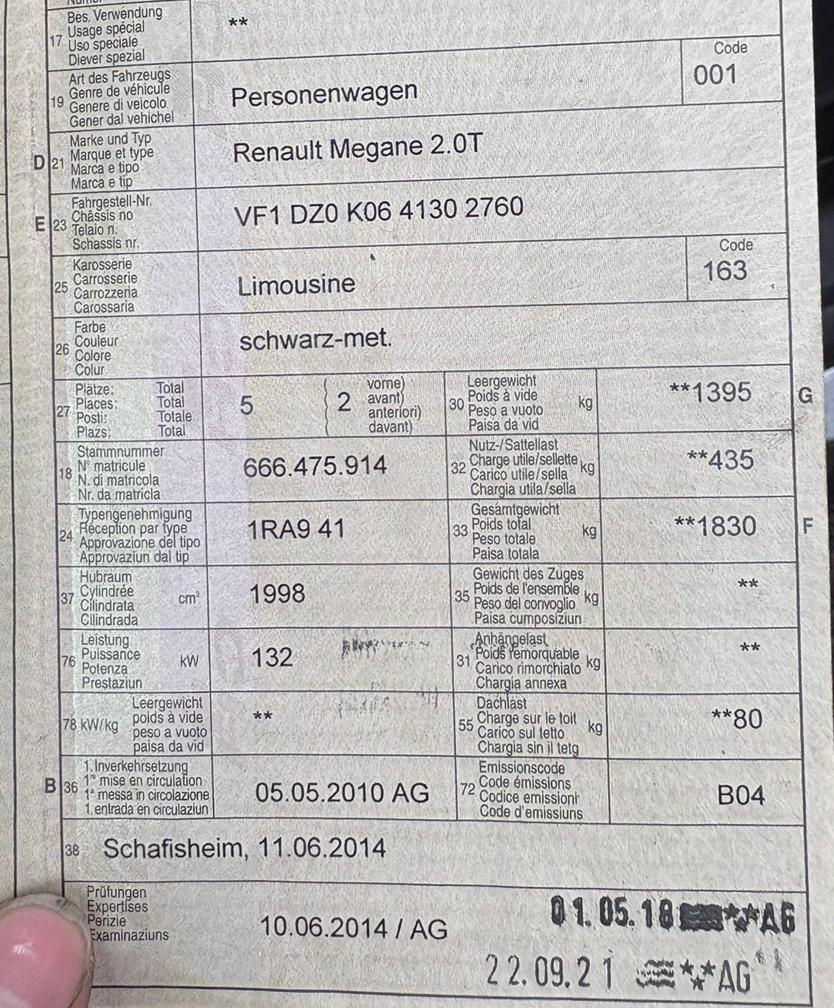 Bes. Verwendung
17 Usage spécial
Uso speciale
Diever spezial
**
Art des Fahrzeugs
19 Genre de véhicule
Genere di veicolo
Gener dal vehichel
Personenwagen
Code
001
D 21 Marke und Typ
Marque et type
Marca e tipo
Marca e tip
Renault Megane 2.0T
E 23 Fahrgestell-Nr.
Châssis no
Telaio n.
Schassis nr.
VF1 DZ0 K06 4130 2760
25 Karosserie
Carrosserie
Carrozzeria
Carossaria
Limousine
Code
163
26 Farbe
Couleur
Colore
Colur
schwarz-met.
27 Plätze: Total
Places: Total
Posti: Totale
Plazs: Total
5
2
vorne)
avant)
anteriori)
davant)
30 Leergewicht
Poids à vide
Peso a vuoto
Paisa da vid
kg
**1395
G
18 Stammnummer
N° matricule
N. di matricola
Nr. da matricla
666.475.914
32 Nutz-/Sattellast
Charge utile/sellette
Carico utile/sella
Chargia utila/sella
kg
**435
24 Typengenehmigung
Réception par type
Approvazione del tipo
Approvaziun dal tip
1RA9 41
33 Gesamtgewicht
Poids total
Peso totale
Paisa totala
kg
**1830
F
37 Hubraum
Cylindrée
Cilindrata
Cilindrada
cm³
1998
35 Gewicht des Zuges
Poids de l'ensemble
Peso del convoglio
Paisa cumposiziun
kg
**
76 Leistung
Puissance
Potenza
Prestaziun
kW
132
31 Anhängelast
Poids remorquable
Carico rimorchiato
Chargia annexa
kg
**
78 kW/kg
Leergewicht
poids à vide
peso a vuoto
paisa da vid
**
55 Dachlast
Charge sur le toit
Carico sul tetto
Chargia sin il tetg
kg
**80
B 36 1. Inverkehrsetzung
1re mise en circulation
1a messa in circolazione
1. entrada en circulaziun
05.05.2010 AG
72 Emissionscode
Code émissions
Codice emissioni
Code d'emissiuns
B04
38 Schafisheim, 11.06.2014
Prüfungen
Expertises
Perizie
Examinaziuns
10.06.2014 / AG
01.05.18 **AG
22.09.21 **AG